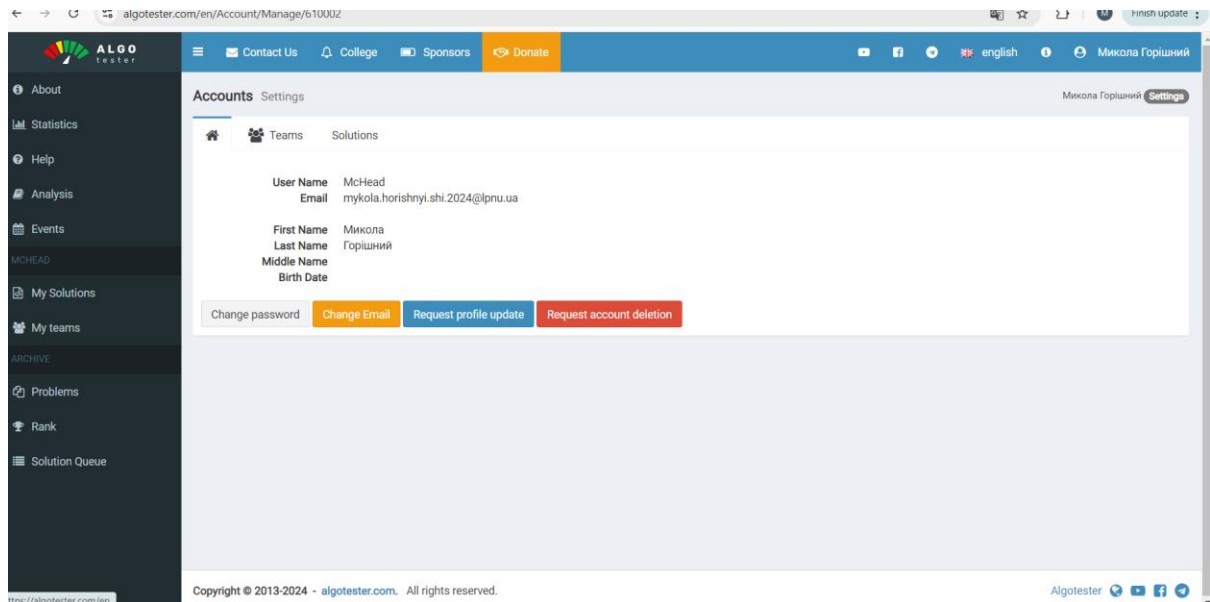 algotester.com/en/Account/Manage/610002
M
Finish update
ALGO
tester
Contact Us College Sponsors Donate
english Микола Горішний
About
Accounts Settings
Микола Горішний Settings
Statistics
Teams Solutions
Help
User Name McHead
Analysis
Email mykola.horishnyi.shi.2024@lpnu.ua
Events
First Name Микола
Last Name Горішний
MCHEAD
Middle Name
Birth Date
My Solutions
Change password Change Email Request profile update Request account deletion
My teams
ARCHIVE
Problems
Rank
Solution Queue
Copyright © 2013-2024 - algotester.com. All rights reserved.
Algotester
https://algotester.com/en